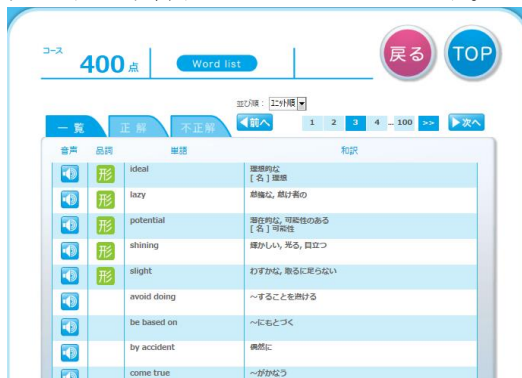 コース
400 点
Word list
戻る
TOP
並び順： ユニット順
一 覧
正 解
不正解
前へ
1 2 3 4 ... 100 >>
次へ
音声 品詞 単語 和訳
形 ideal 理想的な
[ 名 ] 理想
形 lazy 怠惰な, 怠け者の
形 potential 潜在的な, 可能性のある
[ 名 ] 可能性
形 shining 輝かしい, 光る, 目立つ
形 slight わずかな, 取るに足らない
avoid doing ～することを避ける
be based on ～にもとづく
by accident 偶然に
come true ～がかなう